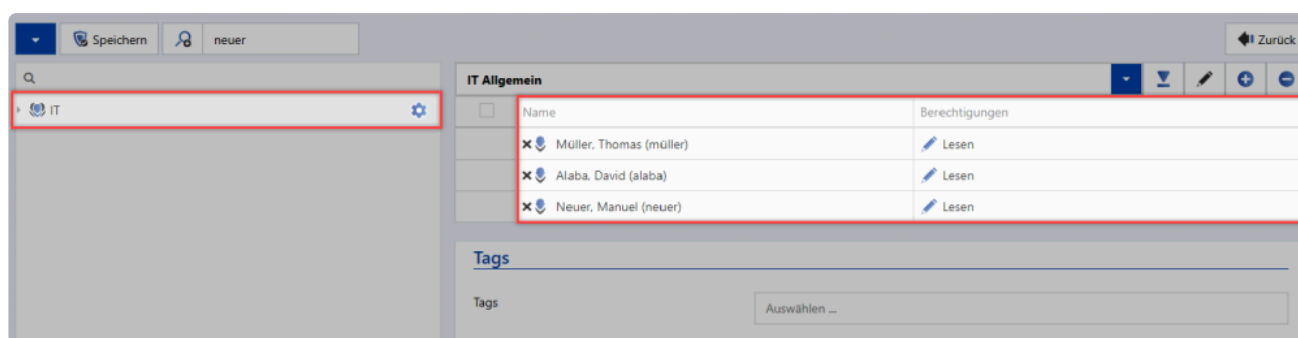 Speichern neuer Zurück
IT Allgemein
IT
Name Berechtigungen
Müller, Thomas (müller) Lesen
Alaba, David (alaba) Lesen
Neuer, Manuel (neuer) Lesen
Tags
Tags Auswählen ...